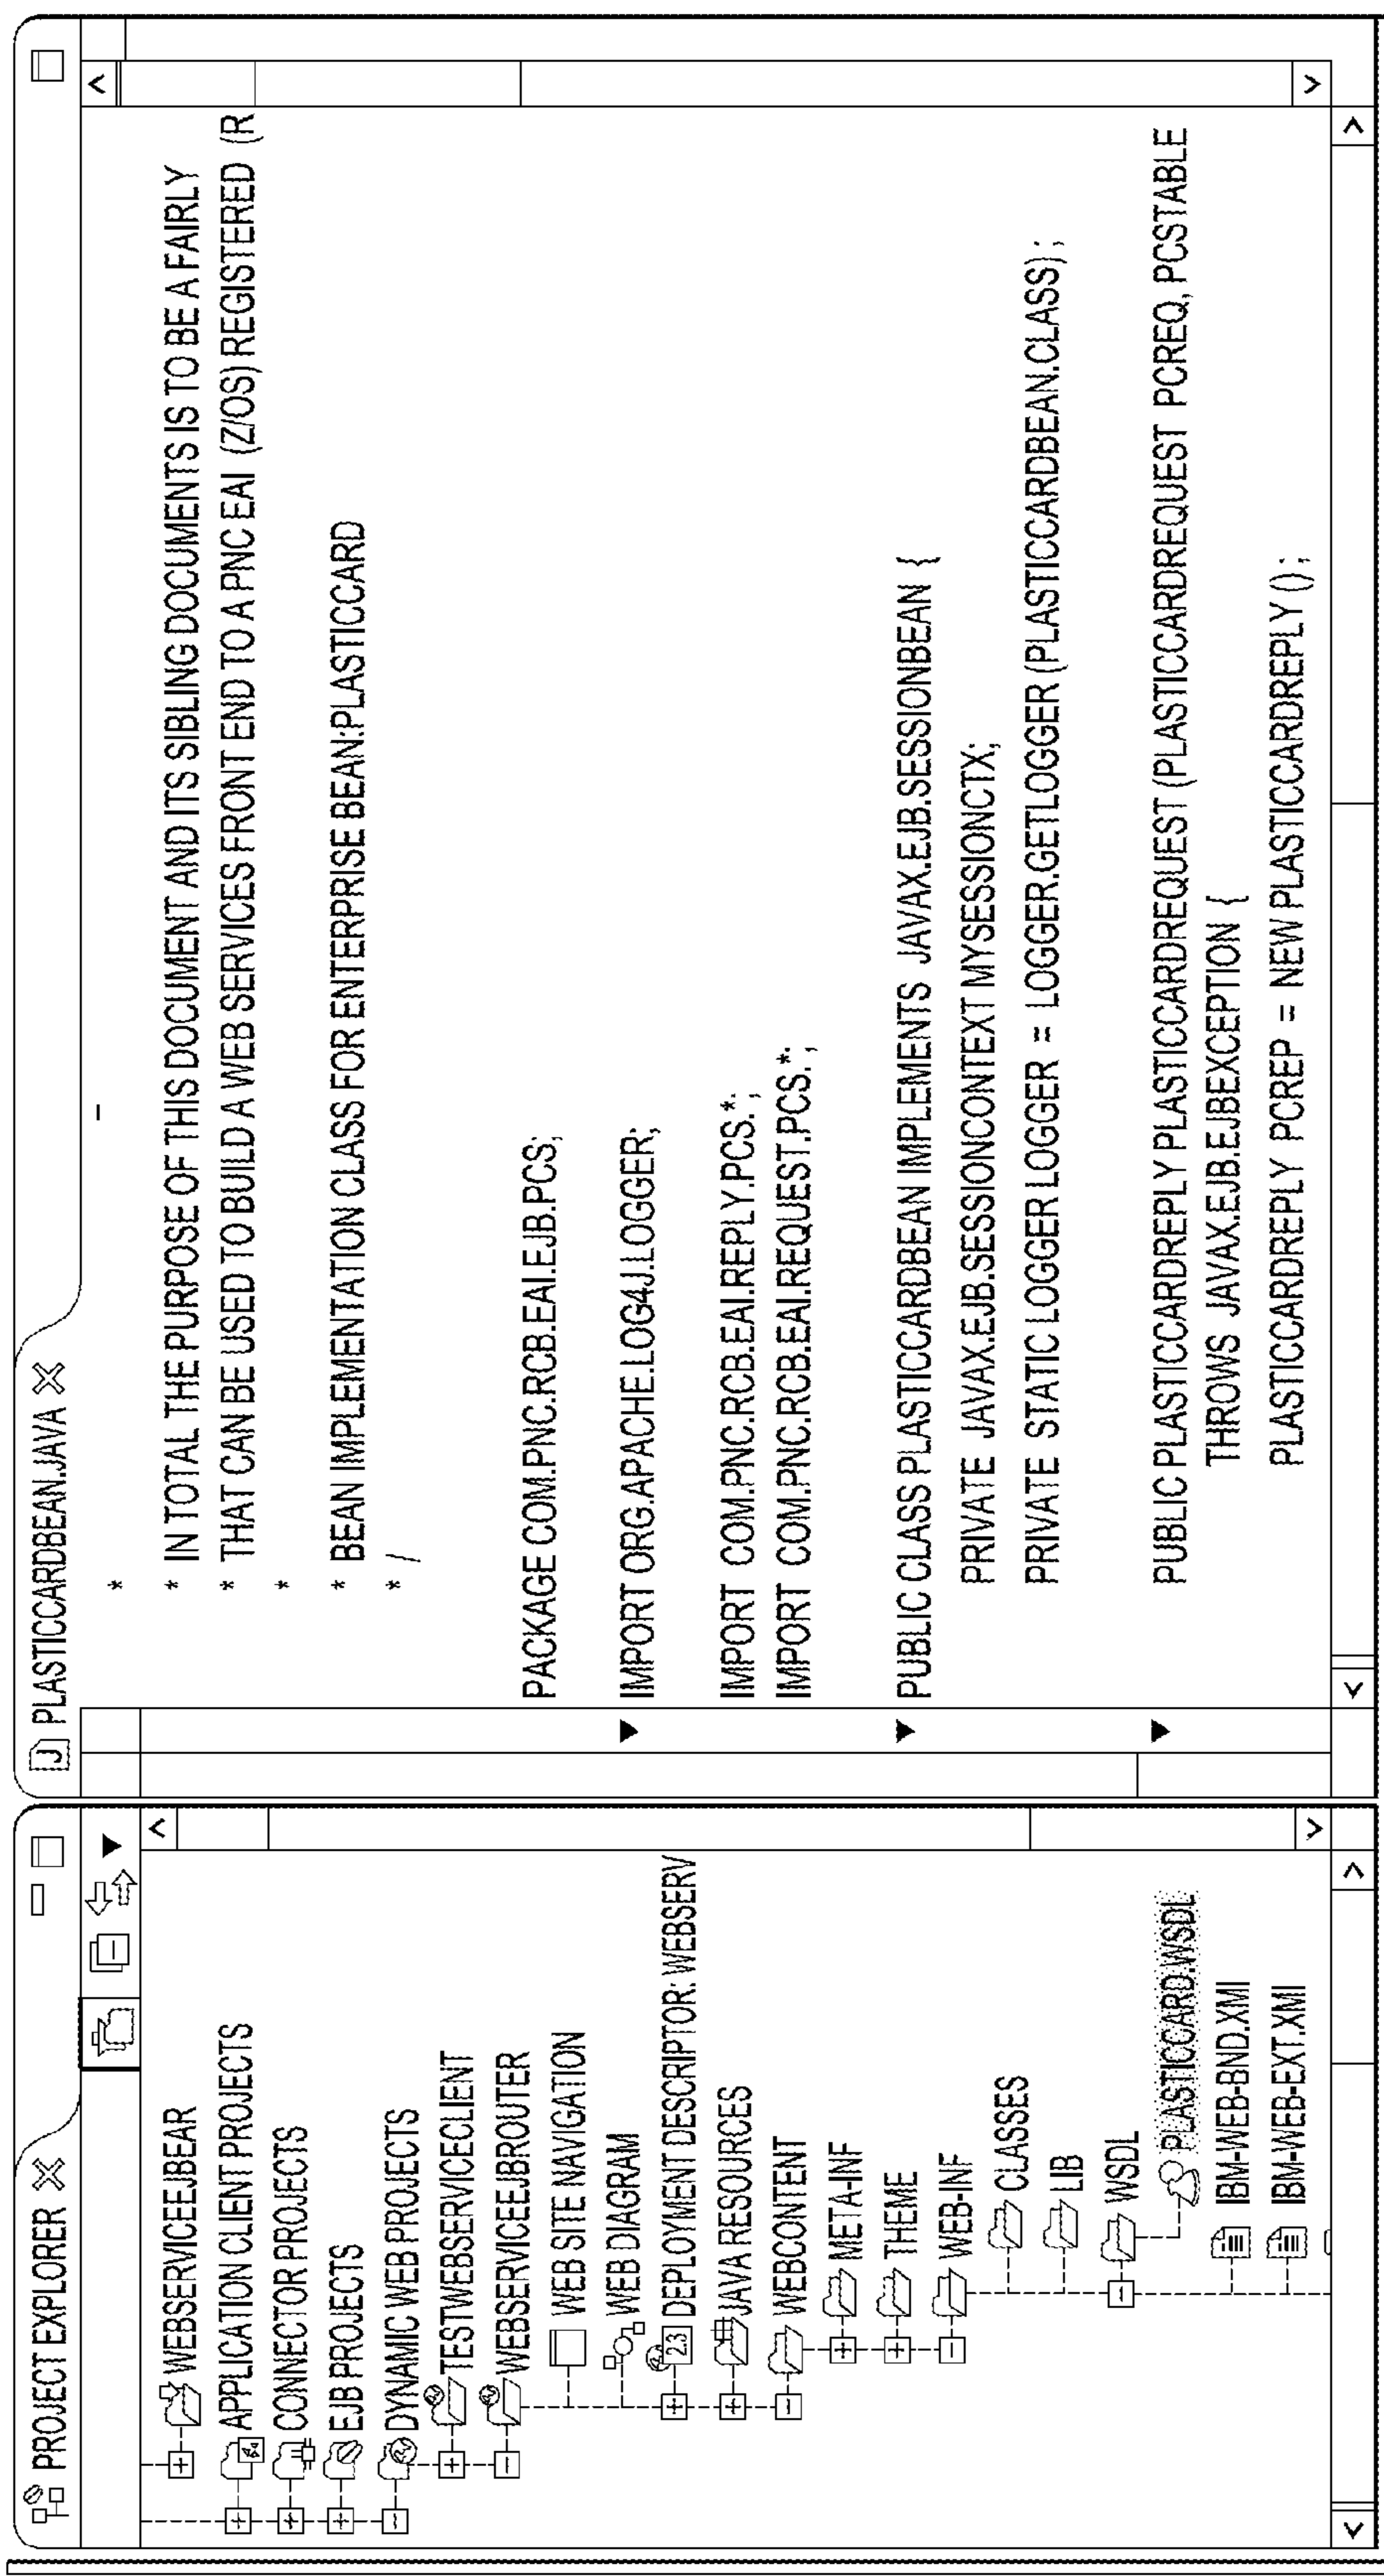 PROJECT EXPLORER
WEBSERVICEEJBEAR
APPLICATION CLIENT PROJECTS
CONNECTOR PROJECTS
EJB PROJECTS
DYNAMIC WEB PROJECTS
TESTWEBSERVICECLIENT
WEBSERVICEEJBROUTER
WEB SITE NAVIGATION
WEB DIAGRAM
2.3 DEPLOYMENT DESCRIPTOR: WEBSERV
JAVA RESOURCES
WEBCONTENT
META-INF
THEME
WEB-INF
CLASSES
LIB
WSDL
PLASTICCARD.WSDL
IBM-WEB-BND.XMI
IBM-WEB-EXT.XMI
J PLASTICCARDBEAN.JAVA
*
* IN TOTAL THE PURPOSE OF THIS DOCUMENT AND ITS SIBLING DOCUMENTS IS TO BE A FAIRLY
* THAT CAN BE USED TO BUILD A WEB SERVICES FRONT END TO A PNC EAI (Z/OS) REGISTERED (R
*
* BEAN IMPLEMENTATION CLASS FOR ENTERPRISE BEAN:PLASTICCARD
* /
PACKAGE COM.PNC.RCB.EAI.EJB.PCS;
IMPORT ORG.APACHE.LOG4J.LOGGER;
IMPORT COM.PNC.RCB.EAI.REPLY.PCS.*;
IMPORT COM.PNC.RCB.EAI.REQUEST.PCS.*;
PUBLIC CLASS PLASTICCARDBEAN IMPLEMENTS JAVAX.EJB.SESSIONBEAN {
PRIVATE JAVAX.EJB.SESSIONCONTEXT MYSESSIONCTX;
PRIVATE STATIC LOGGER LOGGER = LOGGER.GETLOGGER (PLASTICCARDBEAN.CLASS) ;
PUBLIC PLASTICCARDREPLY PLASTICCARDREQUEST (PLASTICCARDREQUEST PCREQ, PCSTABLE
THROWS JAVAX.EJB.EJBEXCEPTION {
PLASTICCARDREPLY PCREP = NEW PLASTICCARDREPLY () ;